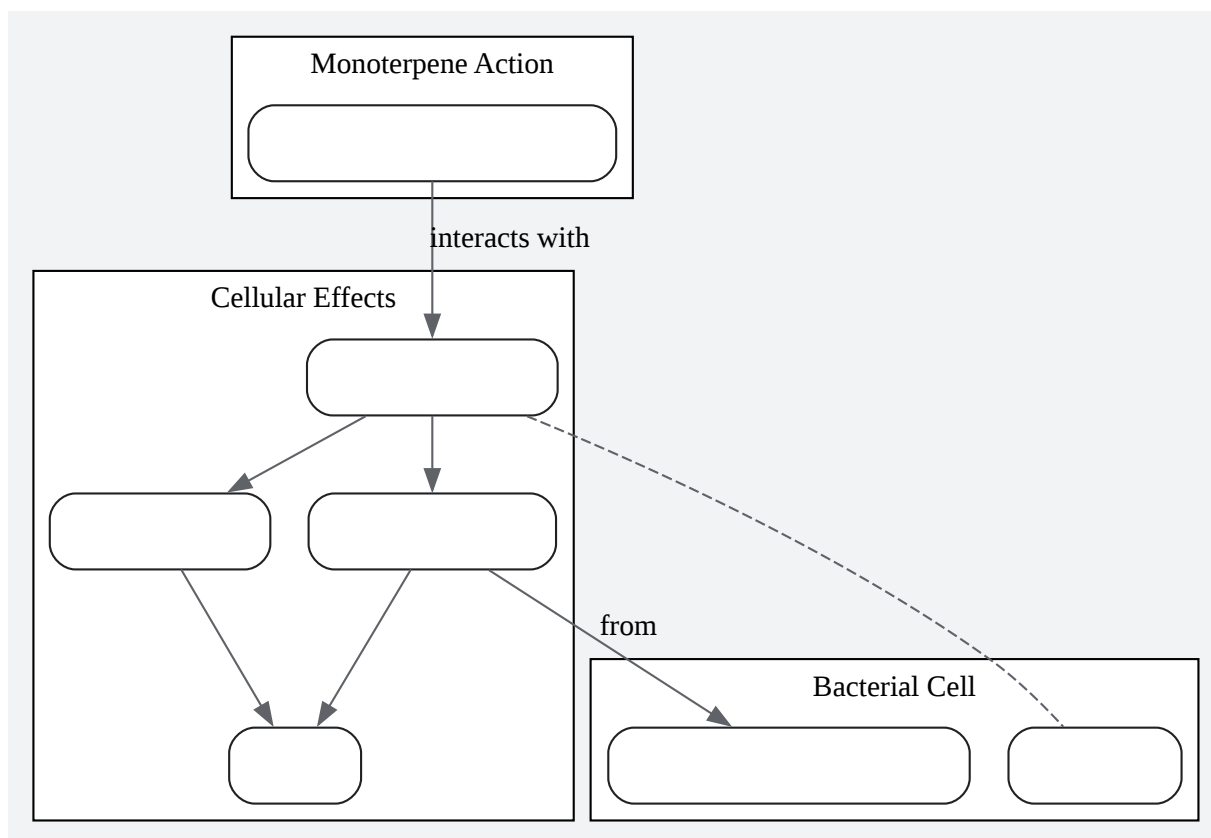 Monoterpene Action
interacts with
Cellular Effects
from
Bacterial Cell